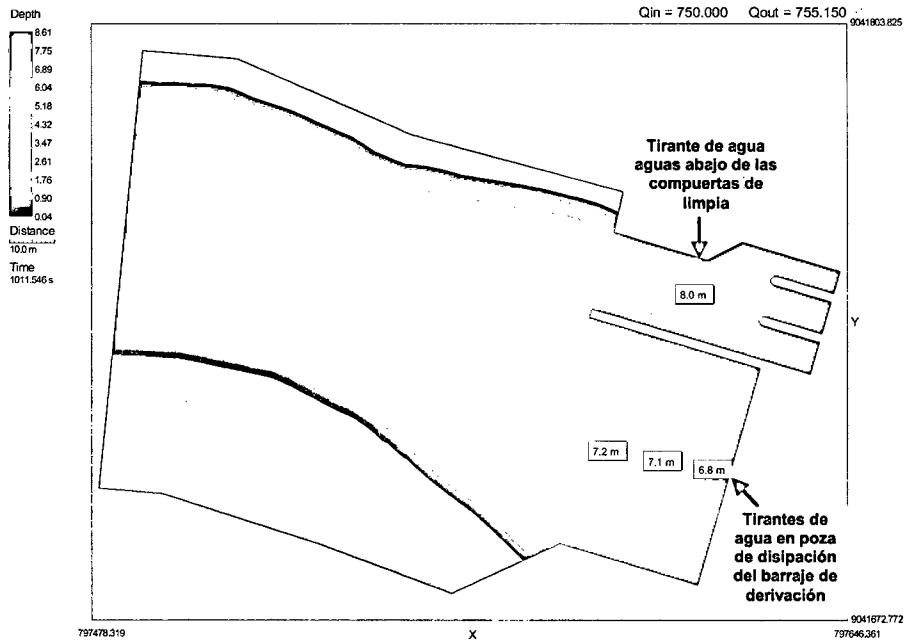 Qin = 750.000 Qout = 755.150
9041803.825
Depth
8.61
7.75
6.89
6.04
5.18
4.32
3.47
2.61
1.76
0.90
0.04
Distance
10.0 m
Time
1011.546 s
Tirante de agua
aguas abajo de las
compuertas de
limpia
8.0 m
Y
7.2 m
7.1 m
6.8 m
Tirantes de
agua en poza
de disipación
del barraje de
derivación
9041672.772
797478.319
X
797646.361